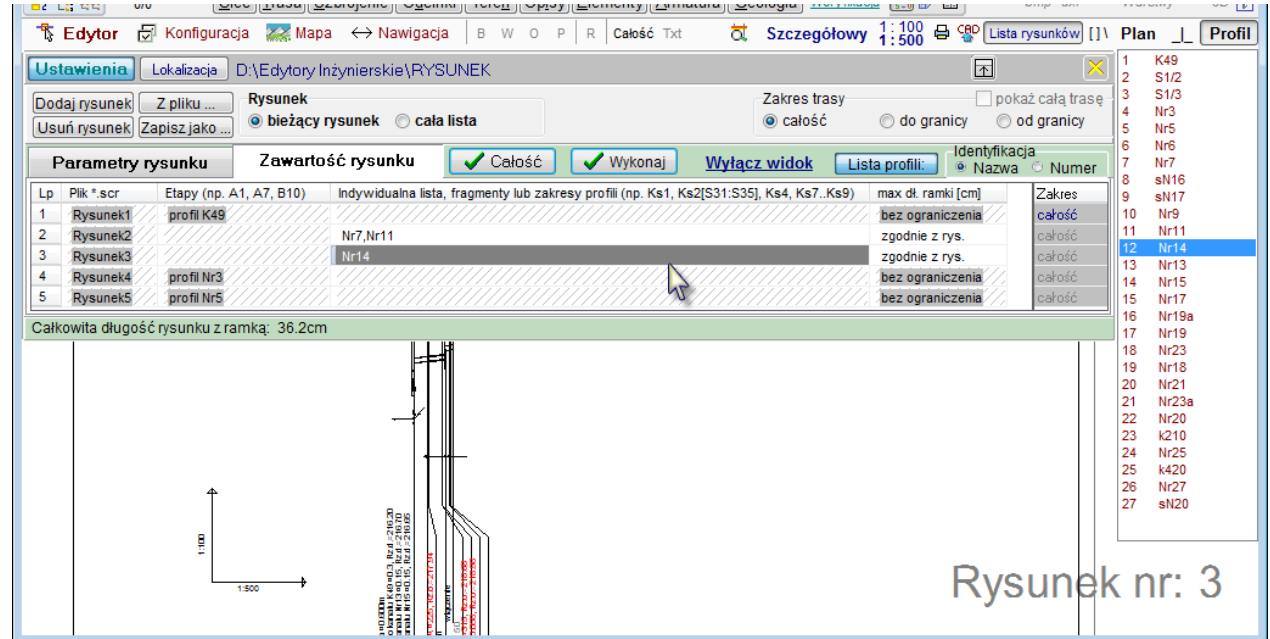 0/0
Edytor Konfiguracja Mapa Nawigacja B W O P R Całość Txt Szczegółowy 1:100 1:500 CAD Lista rysunków [ ] \ Plan _|_ Profil
Ustawienia Lokalizacja D:\Edytory Inżynierskie\RYSUNEK
Dodaj rysunek Z pliku ... Rysunek Zakres trasy pokaż całą trasę
Usuń rysunek Zapisz jako ... bieżący rysunek cała lista całość do granicy od granicy
Parametry rysunku Zawartość rysunku Całość Wykonaj Wyłącz widok Lista profili: Identyfikacja Nazwa Numer
Lp Plik *.scr Etapy (np. A1, A7, B10) Indywidualna lista, fragmenty lub zakresy profili (np. Ks1, Ks2[S31:S35], Ks4, Ks7..Ks9) max dł. ramki [cm] Zakres
1 Rysunek1 profil K49 bez ograniczenia całość
2 Rysunek2 Nr7,Nr11 zgodnie z rys. całość
3 Rysunek3 Nr14 zgodnie z rys. całość
4 Rysunek4 profil Nr3 bez ograniczenia całość
5 Rysunek5 profil Nr5 bez ograniczenia całość
Całkowita długość rysunku z ramką: 36.2cm
1 K49
2 S1/2
3 S1/3
4 Nr3
5 Nr5
6 Nr6
7 Nr7
8 sN16
9 sN17
10 Nr9
11 Nr11
12 Nr14
13 Nr13
14 Nr15
15 Nr17
16 Nr19a
17 Nr19
18 Nr23
19 Nr18
20 Nr21
21 Nr23a
22 Nr20
23 k210
24 Nr25
25 k420
26 Nr27
27 sN20
1:100
1:500
włączenie
Rysunek nr: 3